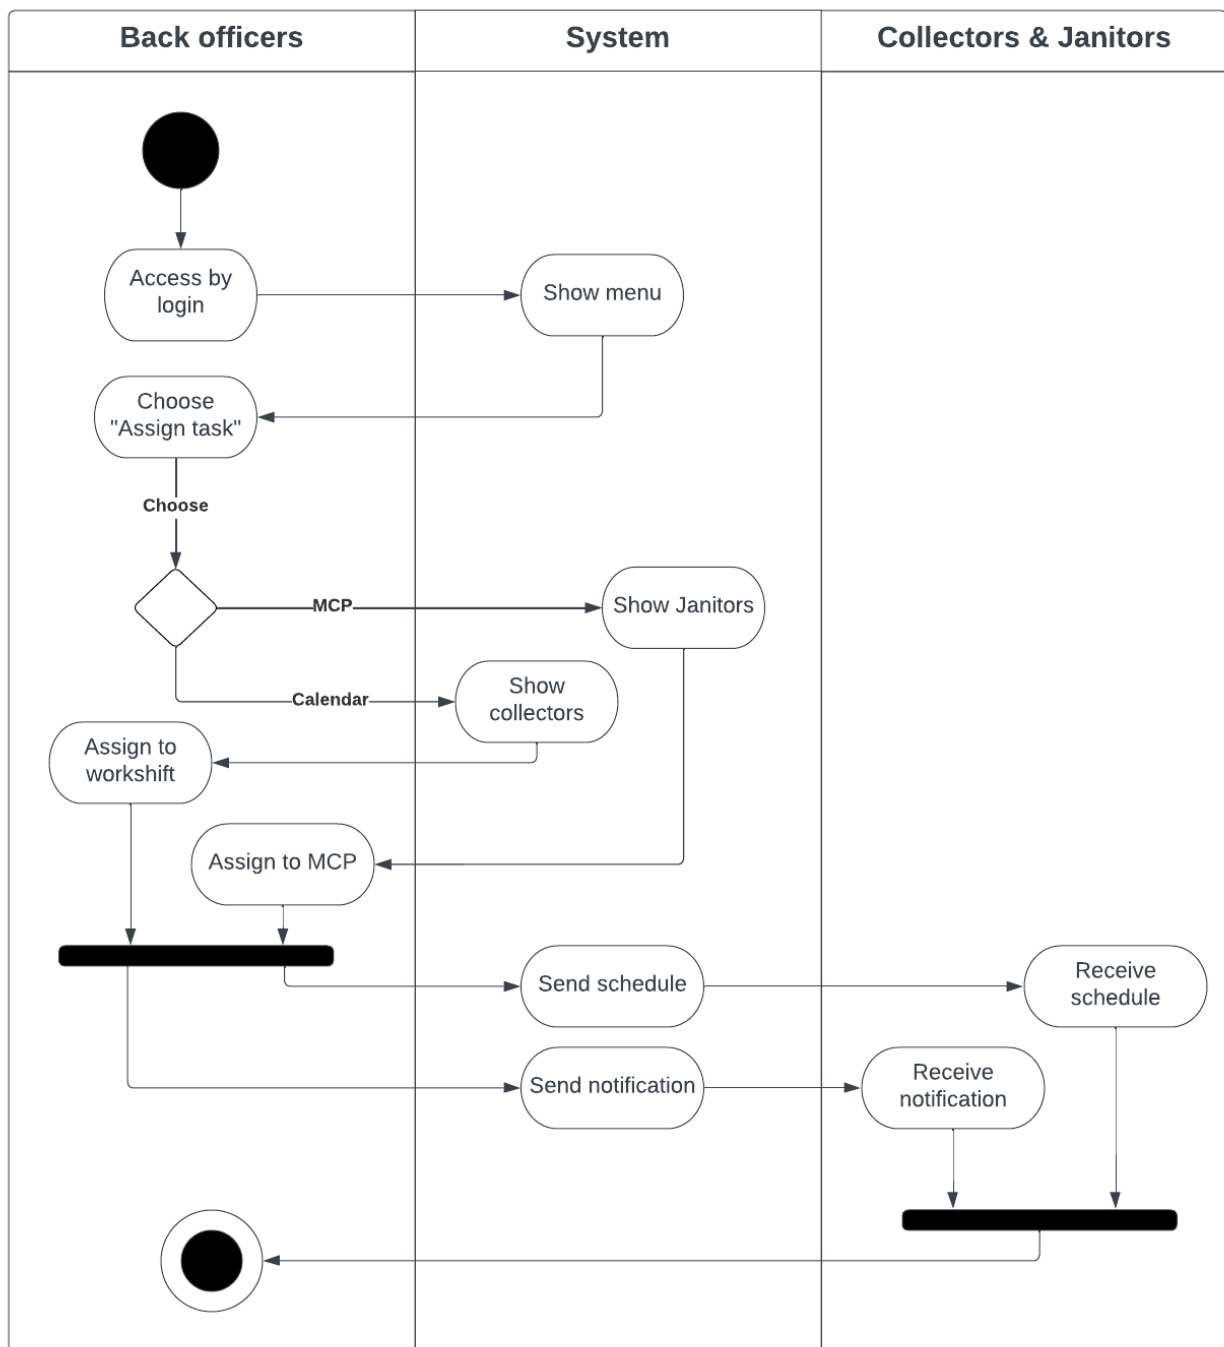 Back officers
System
Collectors & Janitors
Access by
login
Show menu
Choose
"Assign task"
Choose
MCP
Show Janitors
Calendar
Show
collectors
Assign to
workshift
Assign to MCP
Send schedule
Receive
schedule
Send notification
Receive
notification